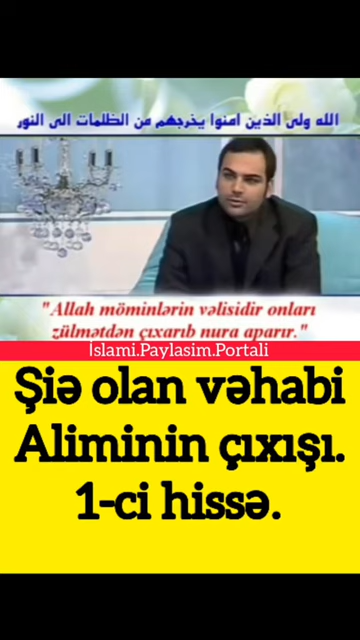 الله ولی الذین امنوا یخرجهم من الظلمات الی النور
"Allah möminlərin vəlisidir onları
zülmətdən çıxarıb nura aparır."
İslami.Paylasim.Portali
Şiə olan vəhabi
Aliminin çıxışı.
1-ci hissə.